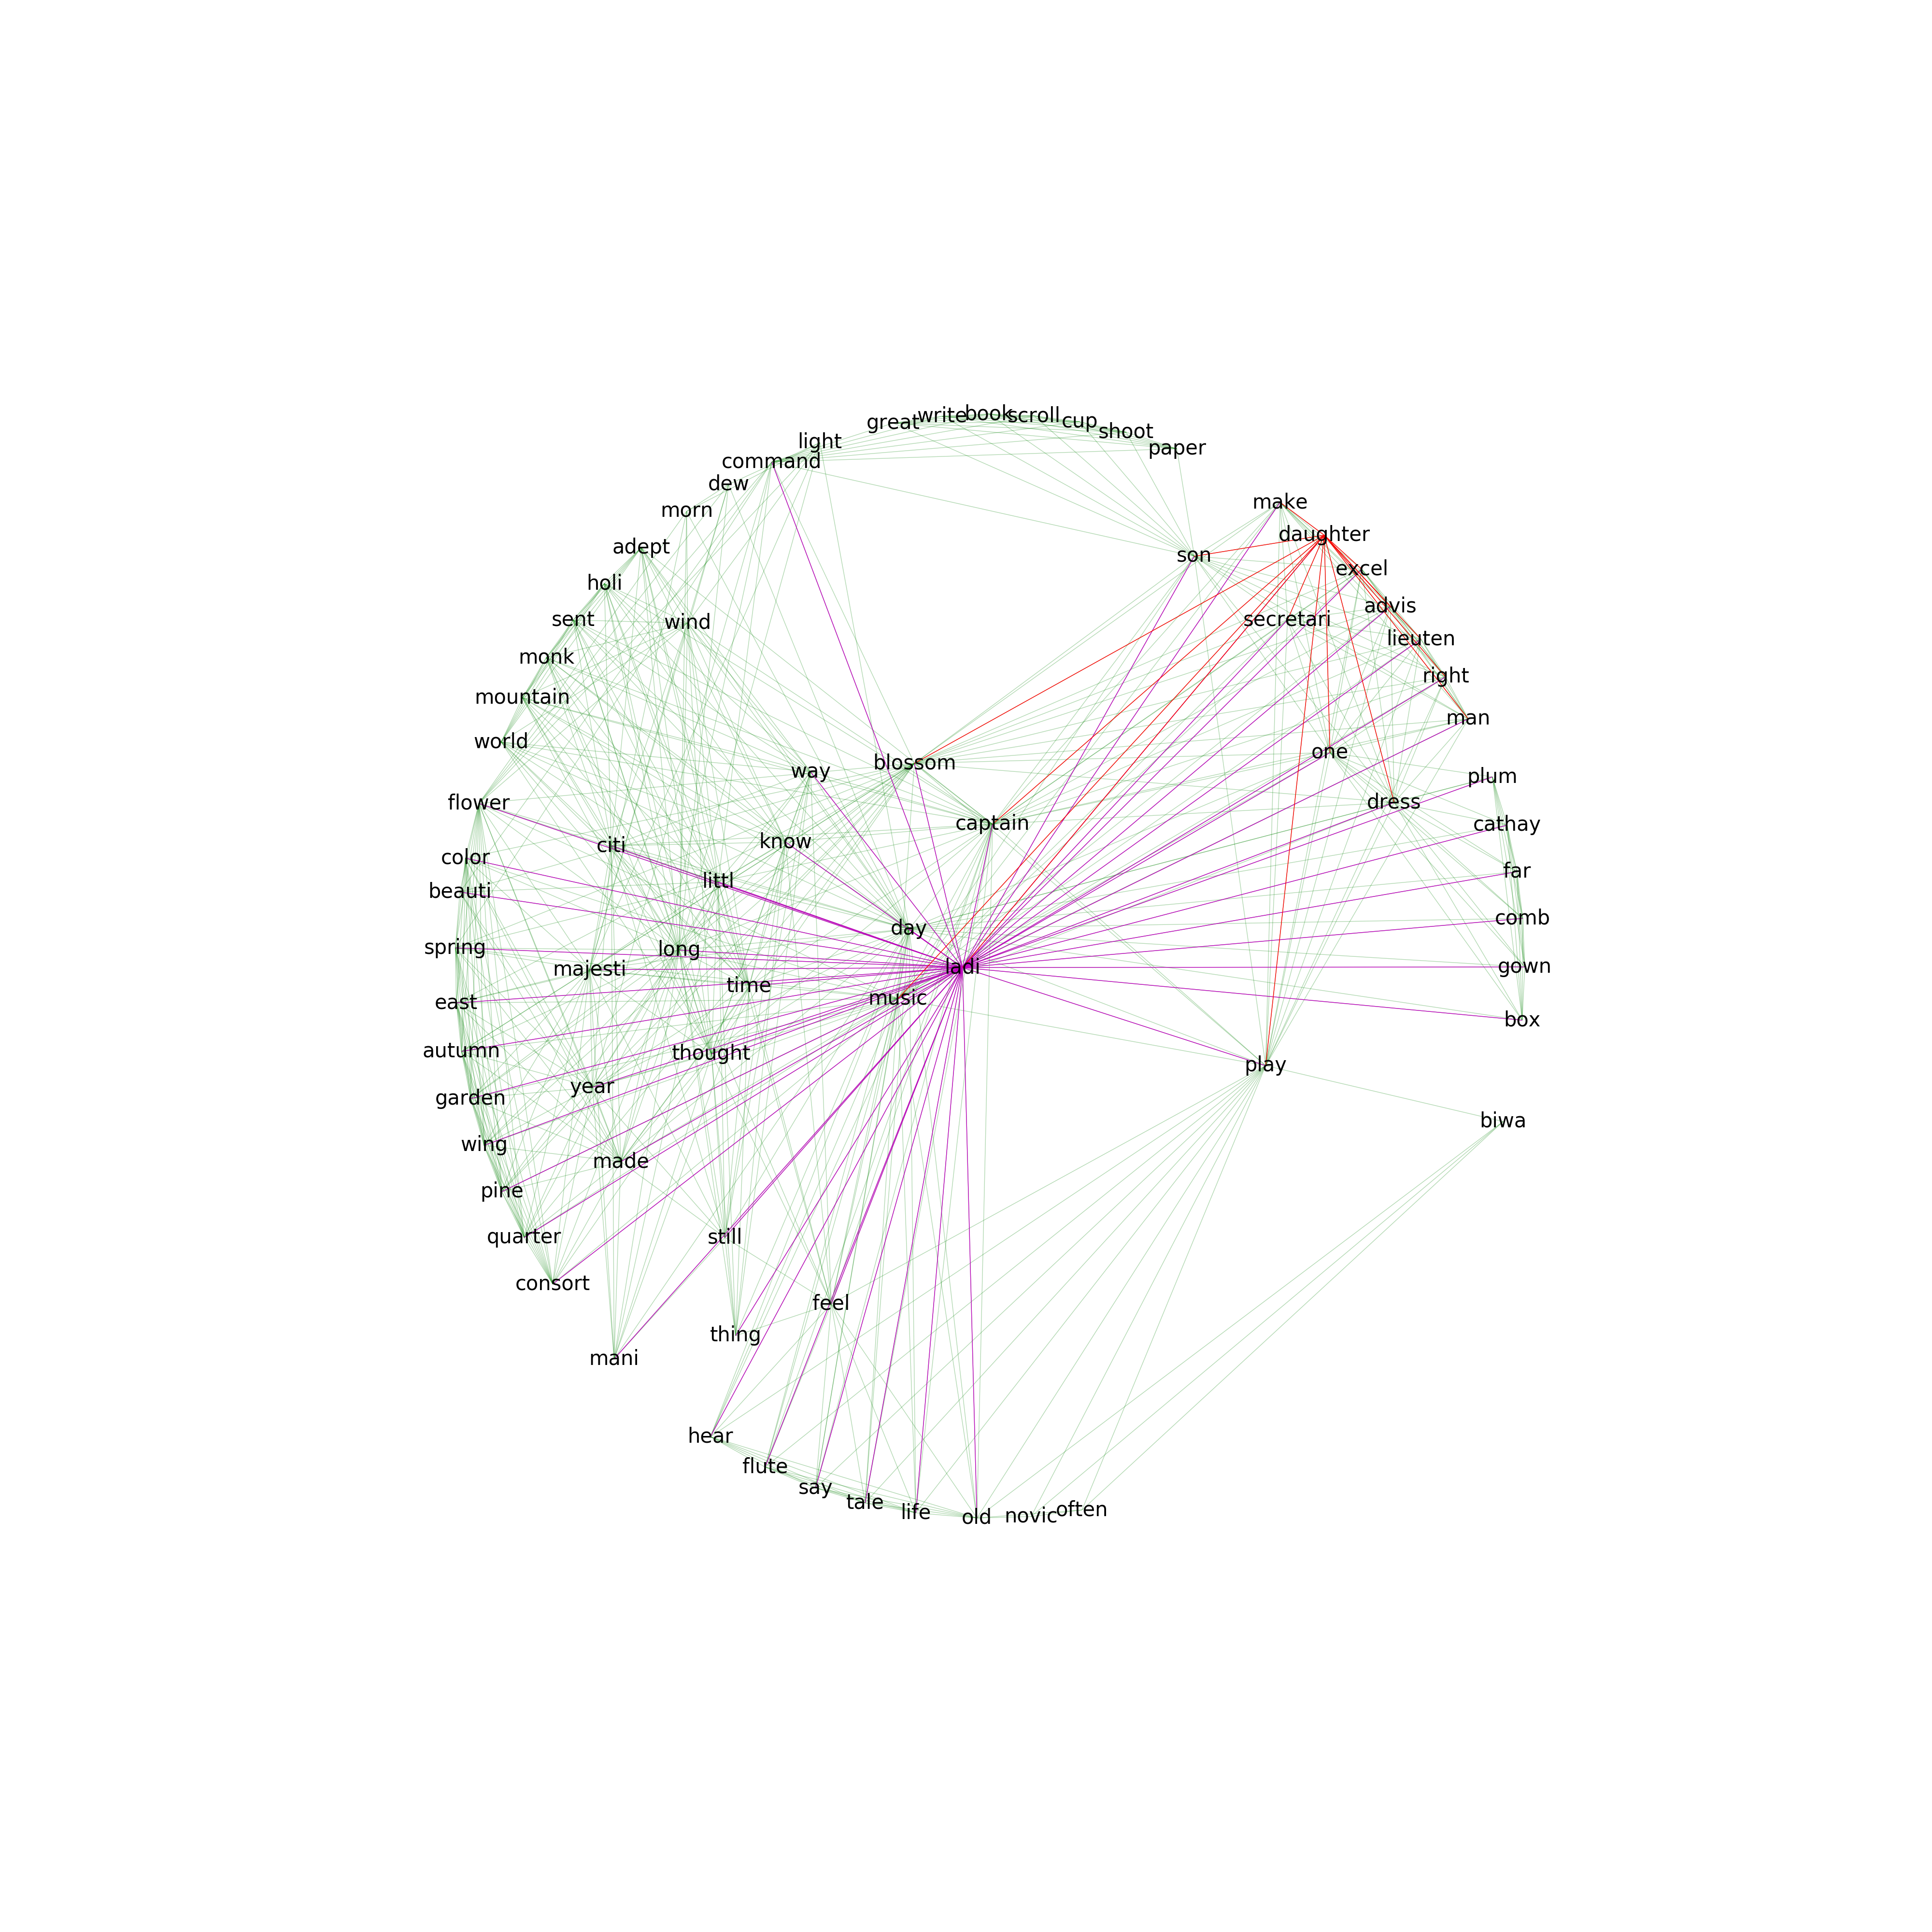 great
write
book
scroll
cup
shoot
paper
light
command
dew
morn
make
daughter
adept
son
excel
holi
advis
sent
wind
secretari
lieuten
monk
right
mountain
man
world
one
blossom
way
plum
flower
dress
captain
cathay
know
citi
color
far
littl
beauti
comb
day
spring
long
ladi
gown
majesti
time
music
east
box
autumn
thought
play
year
garden
biwa
wing
made
pine
quarter
still
consort
feel
thing
mani
hear
flute
say
tale
life
old
novic
often